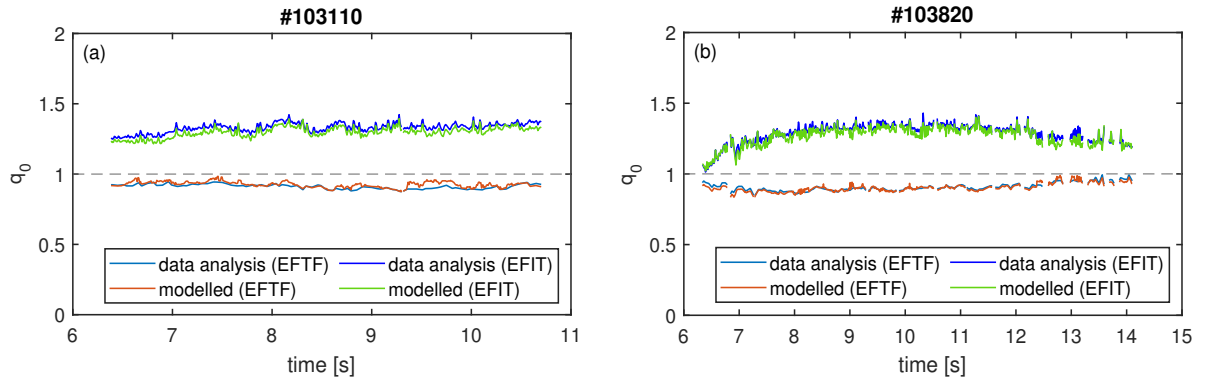 #103110
(a)
2
1.5
1
0.5
0
q0
6 7 8 9 10 11
time [s]
data analysis (EFTF) data analysis (EFIT)
modelled (EFTF) modelled (EFIT)
#103820
(b)
2
1.5
1
0.5
0
q0
6 7 8 9 10 11 12 13 14 15
time [s]
data analysis (EFTF) data analysis (EFIT)
modelled (EFTF) modelled (EFIT)